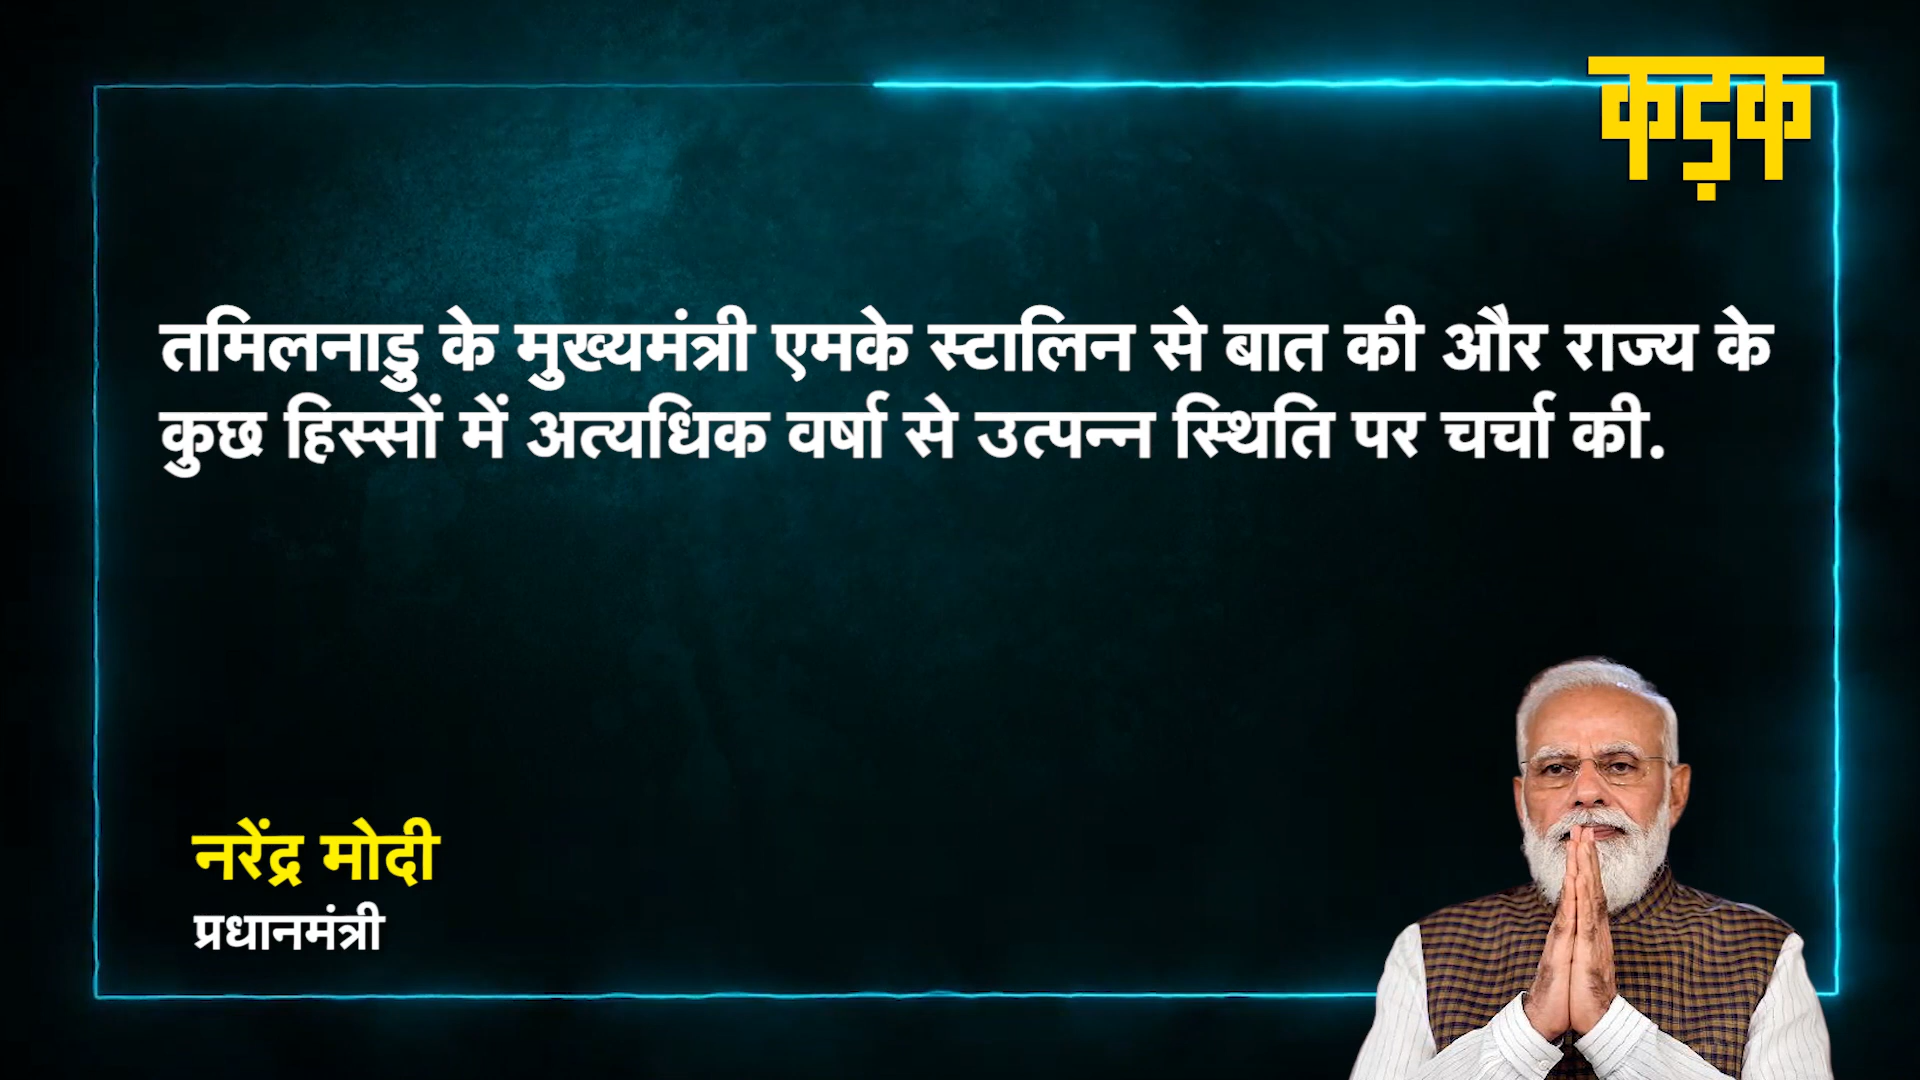 कड़क
तमिलनाडु के मुख्यमंत्री एमके स्टालिन से बात की और राज्य के
कुछ हिस्सों में अत्यधिक वर्षा से उत्पन्न स्थिति पर चर्चा की.
नरेंद्र मोदी
प्रधानमंत्री